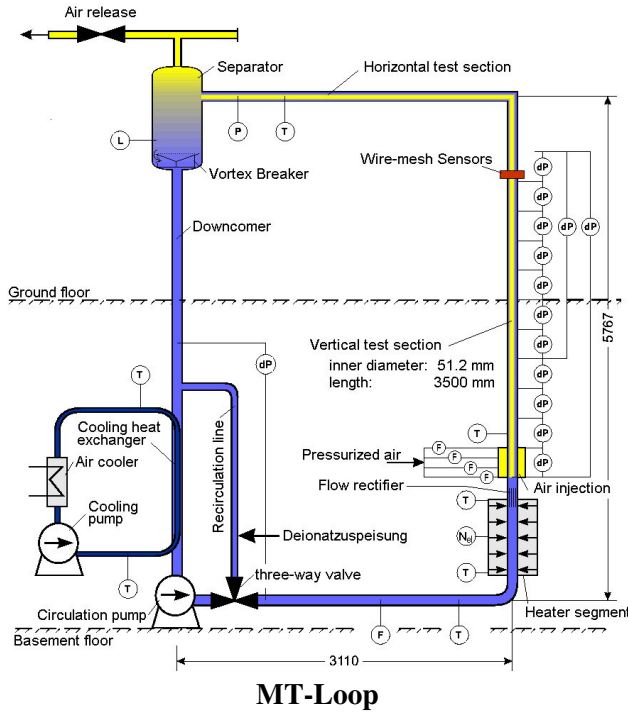 Air release
Separator
Horizontal test section
L
P
T
Wire-mesh Sensors
Vortex Breaker
dP
Downcomer
dP
dP
dP
dP
dP
Ground floor
dP
5767
Vertical test section
dP
inner diameter: 51.2 mm
length: 3500 mm
dP
dP
T
dP
Cooling heat
exchanger
T
dP
Pressurized air
F
F
F
F
dP
Air cooler
Recirculation line
Flow rectifier
Air injection
T
Cooling
pump
Deionatzuspeisung
Nel
T
three-way valve
T
Circulation pump
Heater segment
F
T
Basement floor
3110
MT-Loop